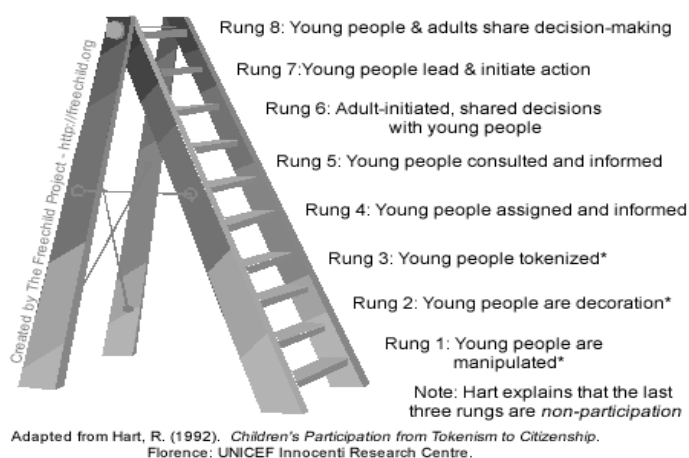 Rung 8: Young people & adults share decision-making
Rung 7:Young people lead & initiate action
Rung 6: Adult-initiated, shared decisions
with young people
Rung 5: Young people consulted and informed
Rung 4: Young people assigned and informed
Rung 3: Young people tokenized*
Rung 2: Young people are decoration*
Rung 1: Young people are
manipulated*
Note: Hart explains that the last
three rungs are non-participation
Created by The Freechild Project - http://freechild.org
Adapted from Hart, R. (1992). Children's Participation from Tokenism to Citizenship.
Florence: UNICEF Innocenti Research Centre.